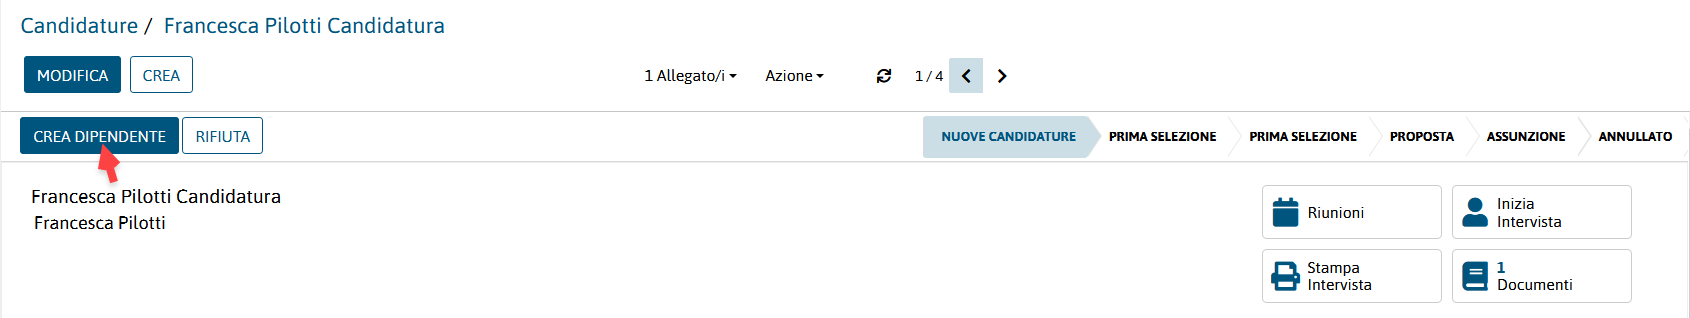 Candidature / Francesca Pilotti Candidatura
MODIFICA CREA 1 Allegato/i Azione 1 / 4
CREA DIPENDENTE RIFIUTA NUOVE CANDIDATURE PRIMA SELEZIONE PRIMA SELEZIONE PROPOSTA ASSUNZIONE ANNULLATO
Francesca Pilotti Candidatura
Francesca Pilotti
Riunioni
Inizia
Intervista
Stampa
Intervista
1
Documenti